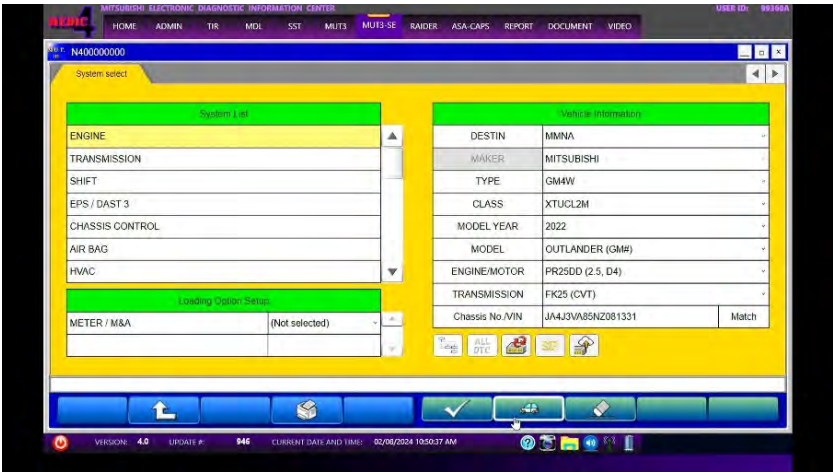 MITSUBISHI ELECTRONIC DIAGNOSTIC INFORMATION CENTER
USER ID: 99360A
HOME ADMIN TIR MDL SST MUT3 MUT3-SE RAIDER ASA-CAPS REPORT DOCUMENT VIDEO
N400000000
System select
System List
ENGINE
TRANSMISSION
SHIFT
EPS / DAST 3
CHASSIS CONTROL
AIR BAG
HVAC
Loading Option Setup
METER / M&A (Not selected)
Vehicle Information
DESTIN MMNA
MAKER MITSUBISHI
TYPE GM4W
CLASS XTUCL2M
MODEL YEAR 2022
MODEL OUTLANDER (GM#)
ENGINE/MOTOR PR25DD (2.5, D4)
TRANSMISSION FK25 (CVT)
Chassis No./VIN JA4J3VA85NZ081331 Match
ALL
DTC
VERSION: 4.0 UPDATE #: 946 CURRENT DATE AND TIME: 02/08/2024 10:50:37 AM